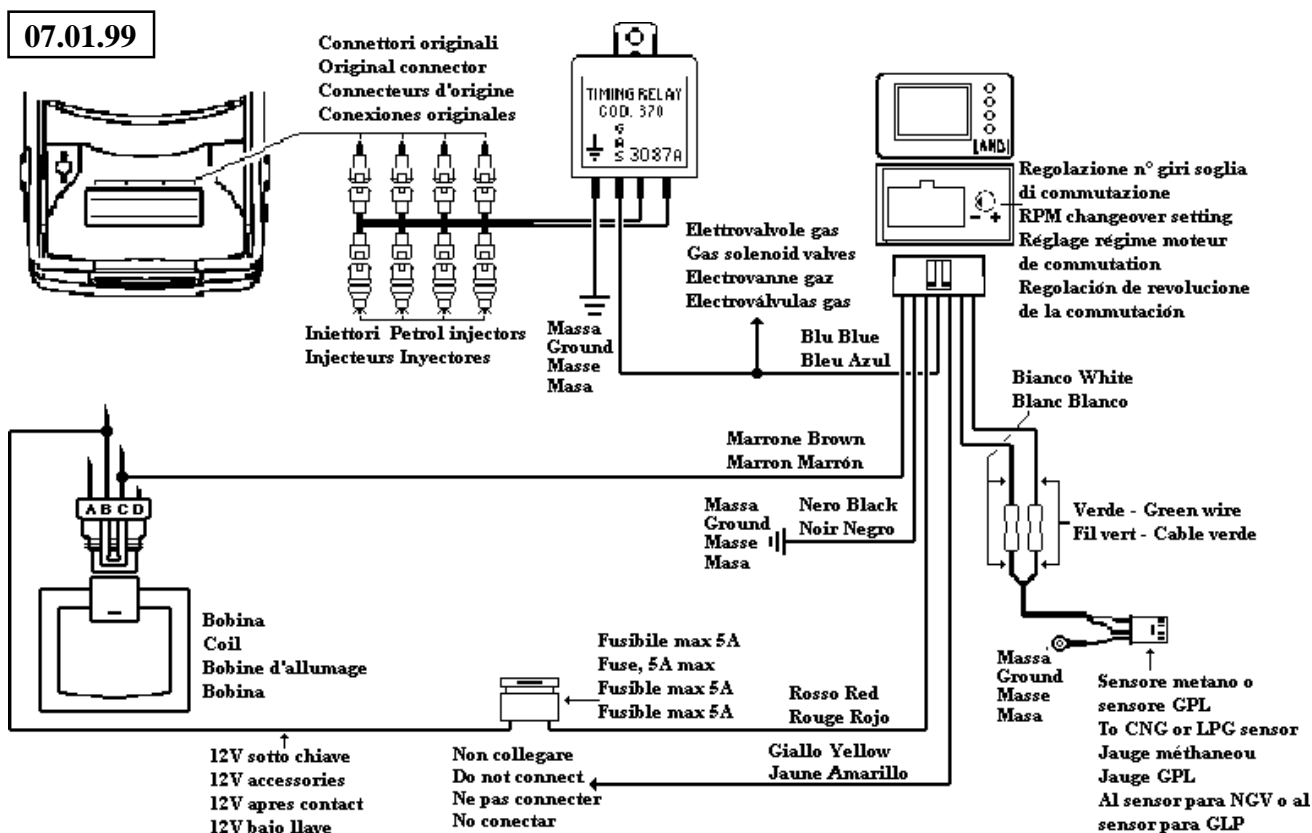 07.01.99
Connettori originali
Original connector
Connecteurs d'origine
Conexiones originales
TIMING RELAY
COD. 370
G
A
S 3087A
LANDI
Regolazione n° giri soglia
di commutazione
RPM changeover setting
Réglage régime moteur
de commutation
Regolación de revolucione
de la commutación
- +
Elettrovalvole gas
Gas solenoid valves
Electrovanne gaz
Electroválvulas gas
Iniettori Petrol injectors
Injecteurs Inyectores
Massa
Ground
Masse
Masa
Blu Blue
Bleu Azul
Bianco White
Blanc Blanco
Marrone Brown
Marron Marrón
A B C D
Massa
Ground
Masse
Masa
Nero Black
Noir Negro
Verde - Green wire
Fil vert - Cable verde
Bobina
Coil
Bobine d'allumage
Bobina
Fusibile max 5A
Fuse, 5A max
Fusible max 5A
Fusible max 5A
Rosso Red
Rouge Rojo
Massa
Ground
Masse
Masa
Sensore metano o
sensore GPL
To CNG or LPG sensor
Jauge méthaneou
Jauge GPL
Al sensor para NGV o al
sensor para GLP
12V sotto chiave
12V accessories
12V apres contact
12V bajo llave
Non collegare
Do not connect
Ne pas connecter
No conectar
Giallo Yellow
Jaune Amarillo